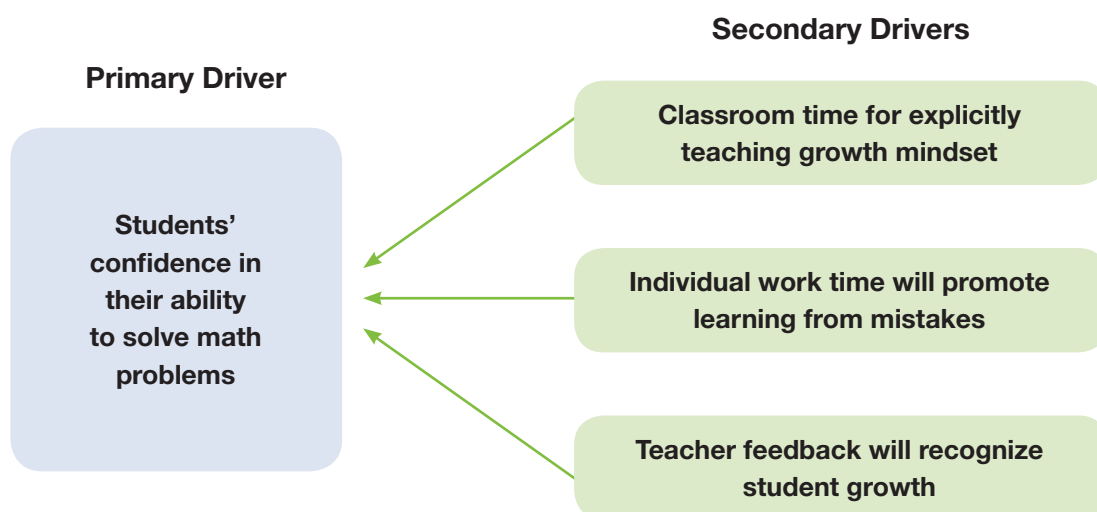 Secondary Drivers
Primary Driver
Classroom time for explicitly
teaching growth mindset
Students’
confidence in
their ability
to solve math
problems
Individual work time will promote
learning from mistakes
Teacher feedback will recognize
student growth